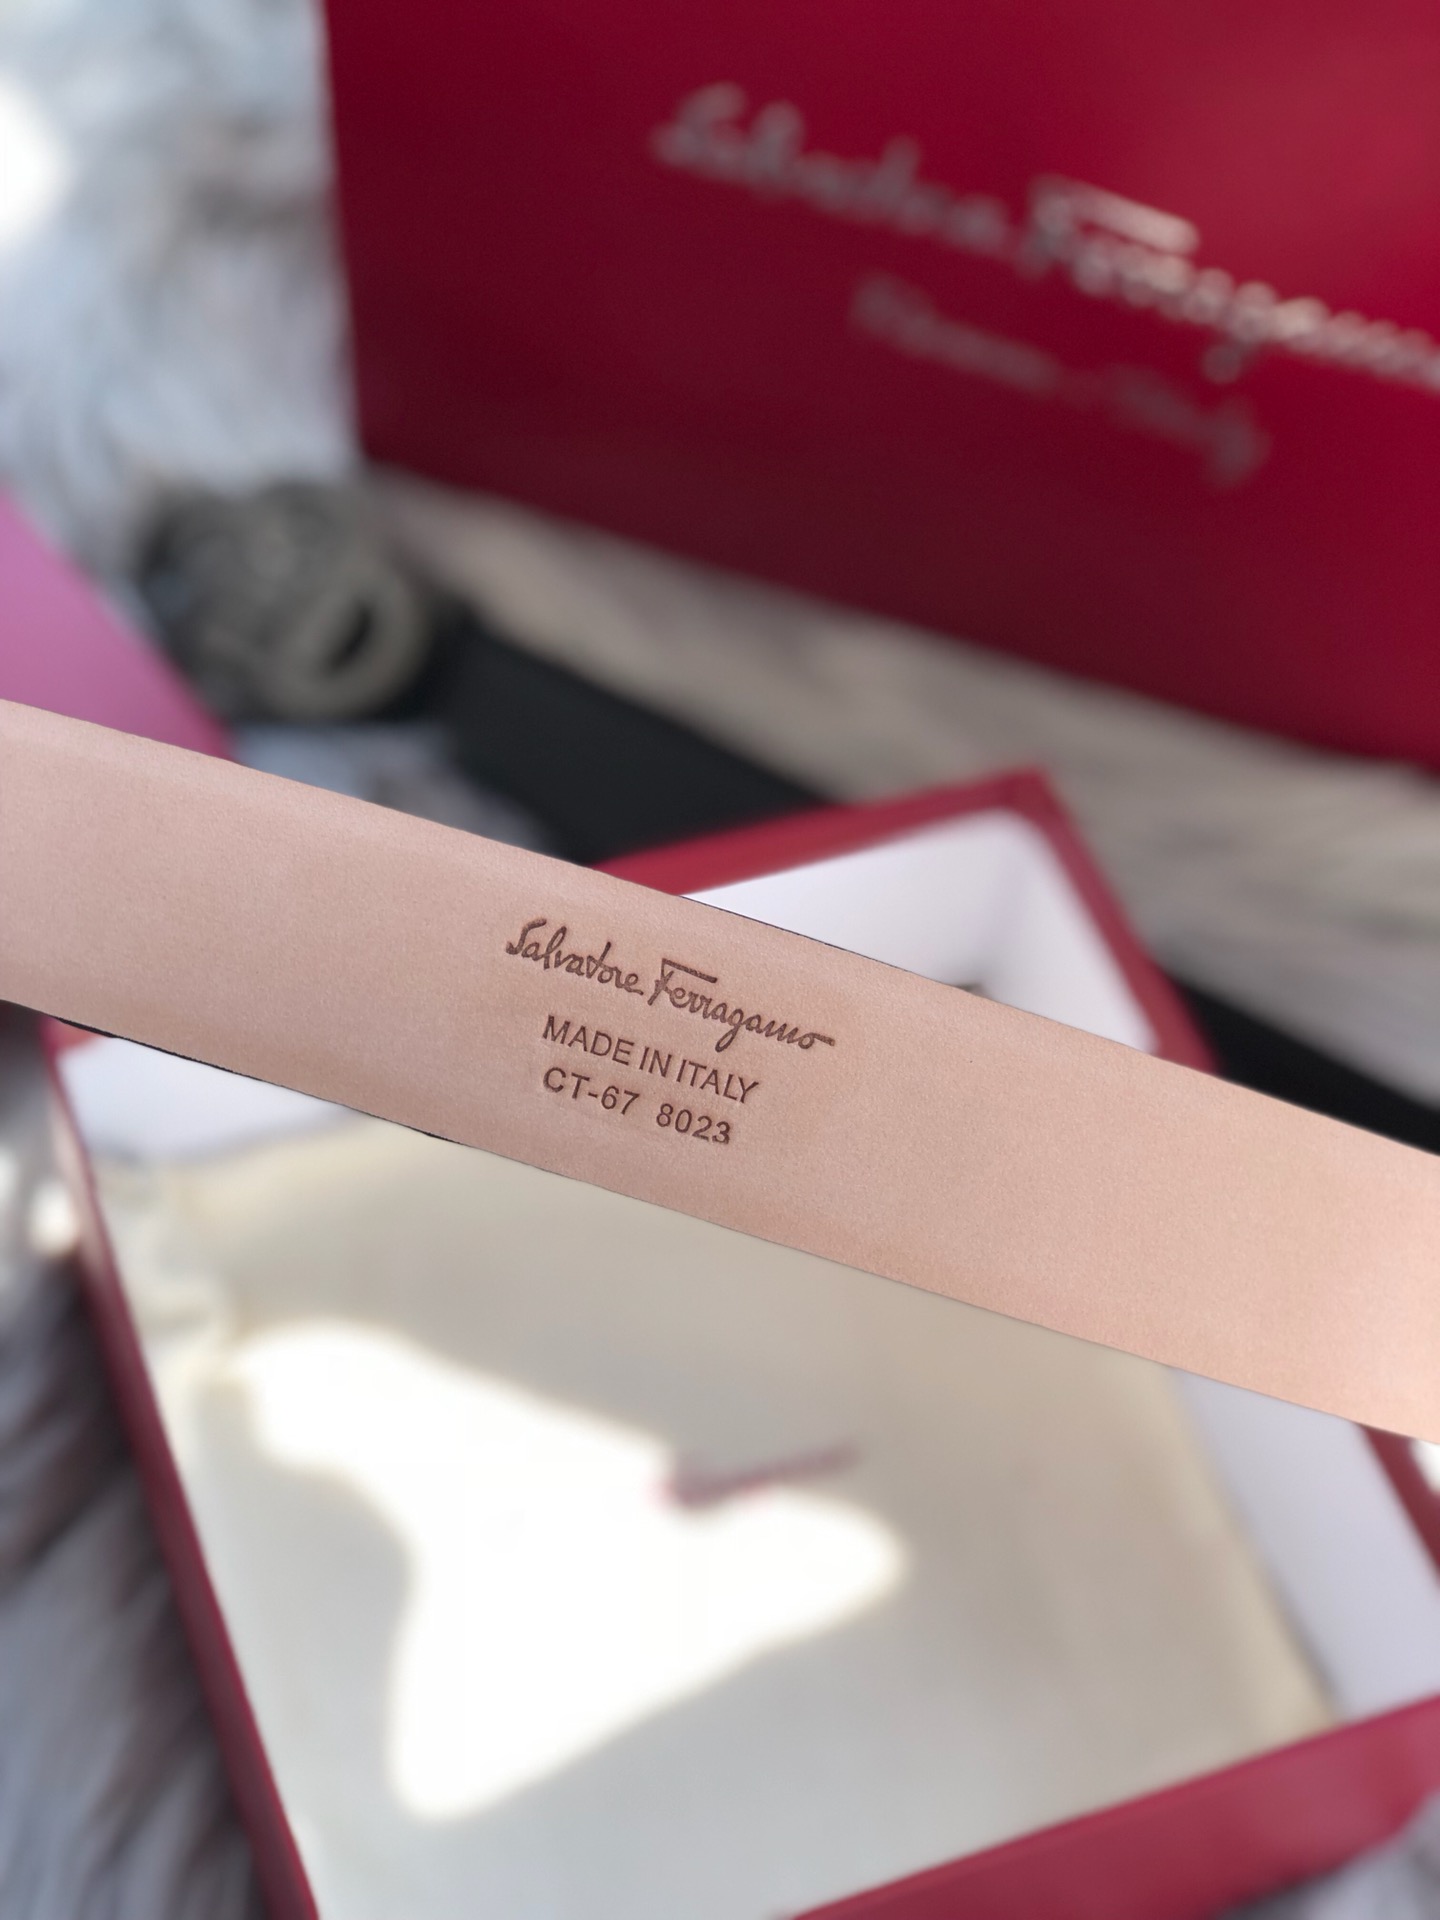 Salvatore Ferragamo
Salvatore Ferragamo
MADE IN ITALY
CT-67 8023